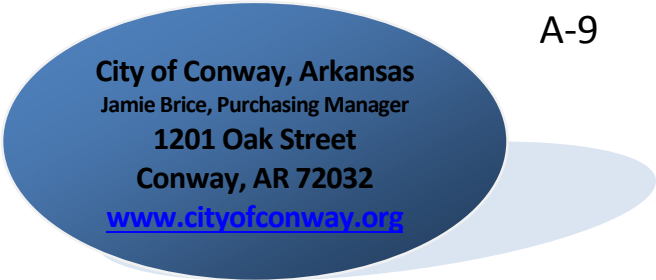 A-9
City of Conway, Arkansas
Jamie Brice, Purchasing Manager
1201 Oak Street
Conway, AR 72032
www.cityofconway.org